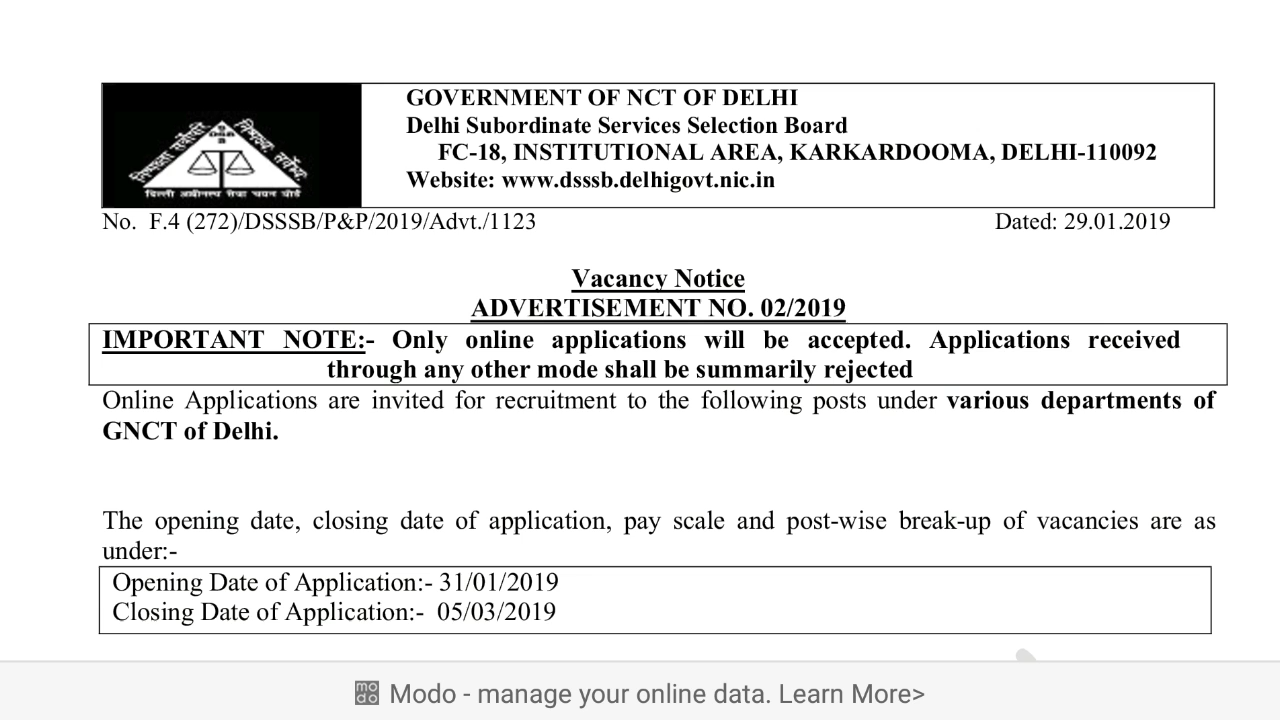 GOVERNMENT OF NCT OF DELHI
Delhi Subordinate Services Selection Board
FC-18, INSTITUTIONAL AREA, KARKARDOOMA, DELHI-110092
Website: www.dsssb.delhigovt.nic.in
दिल्ली अधीनस्थ सेवा चयन बोर्ड
No. F.4 (272)/DSSSB/P&P/2019/Advt./1123 Dated: 29.01.2019
Vacancy Notice
ADVERTISEMENT NO. 02/2019
IMPORTANT NOTE:- Only online applications will be accepted. Applications received
through any other mode shall be summarily rejected
Online Applications are invited for recruitment to the following posts under various departments of
GNCT of Delhi.
The opening date, closing date of application, pay scale and post-wise break-up of vacancies are as
under:-
Opening Date of Application:- 31/01/2019
Closing Date of Application:- 05/03/2019
modo Modo - manage your online data. Learn More>